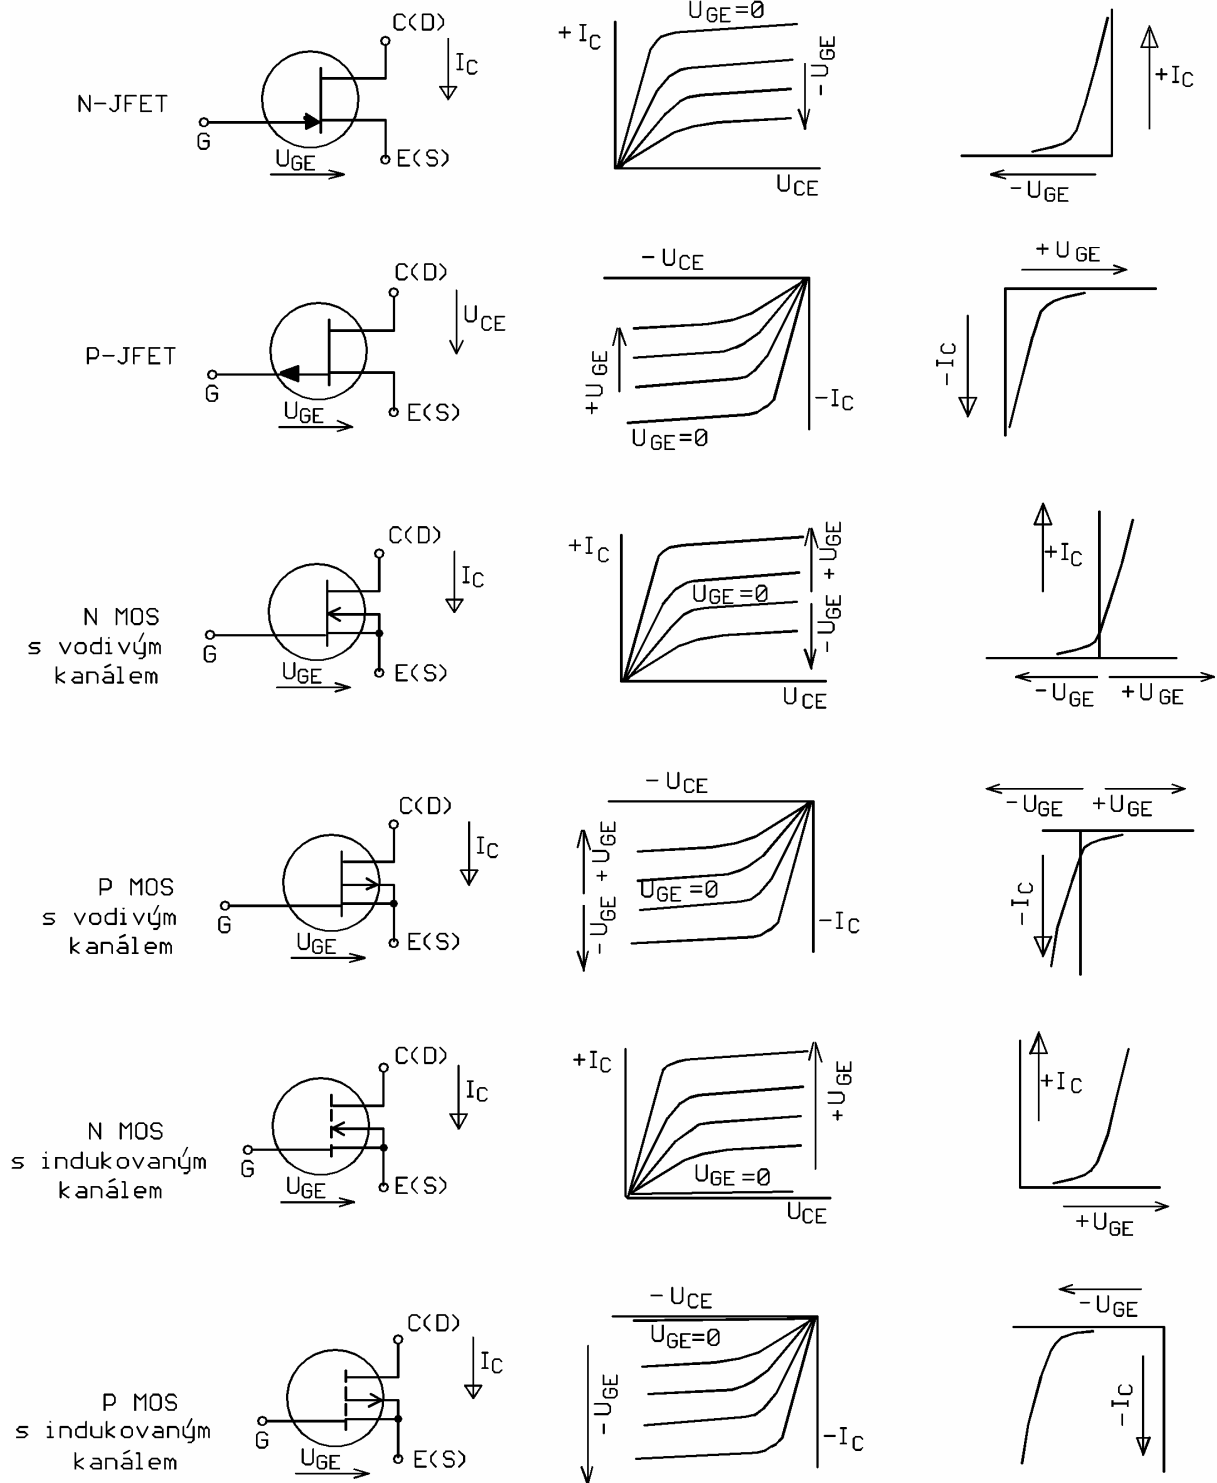 N-JFET
C(D)
I_C
G
U_GE
E(S)
+I_C
U_GE=0
-U_GE
U_CE
+I_C
-U_GE
P-JFET
C(D)
U_CE
G
U_GE
E(S)
-U_CE
+U_GE
U_GE=0
-I_C
+U_GE
-I_C
N MOS
s vodivým
kanálem
C(D)
I_C
G
U_GE
E(S)
+I_C
U_GE=0
+U_GE
-U_GE
U_CE
+I_C
-U_GE
+U_GE
P MOS
s vodivým
kanálem
C(D)
I_C
G
U_GE
E(S)
-U_CE
+U_GE
-U_GE
U_GE=0
-I_C
-U_GE
+U_GE
-I_C
N MOS
s indukovaným
kanálem
C(D)
I_C
G
U_GE
E(S)
+I_C
+U_GE
U_GE=0
U_CE
+I_C
+U_GE
P MOS
s indukovaným
kanálem
C(D)
I_C
G
U_GE
E(S)
-U_CE
U_GE=0
-U_GE
-I_C
-U_GE
-I_C